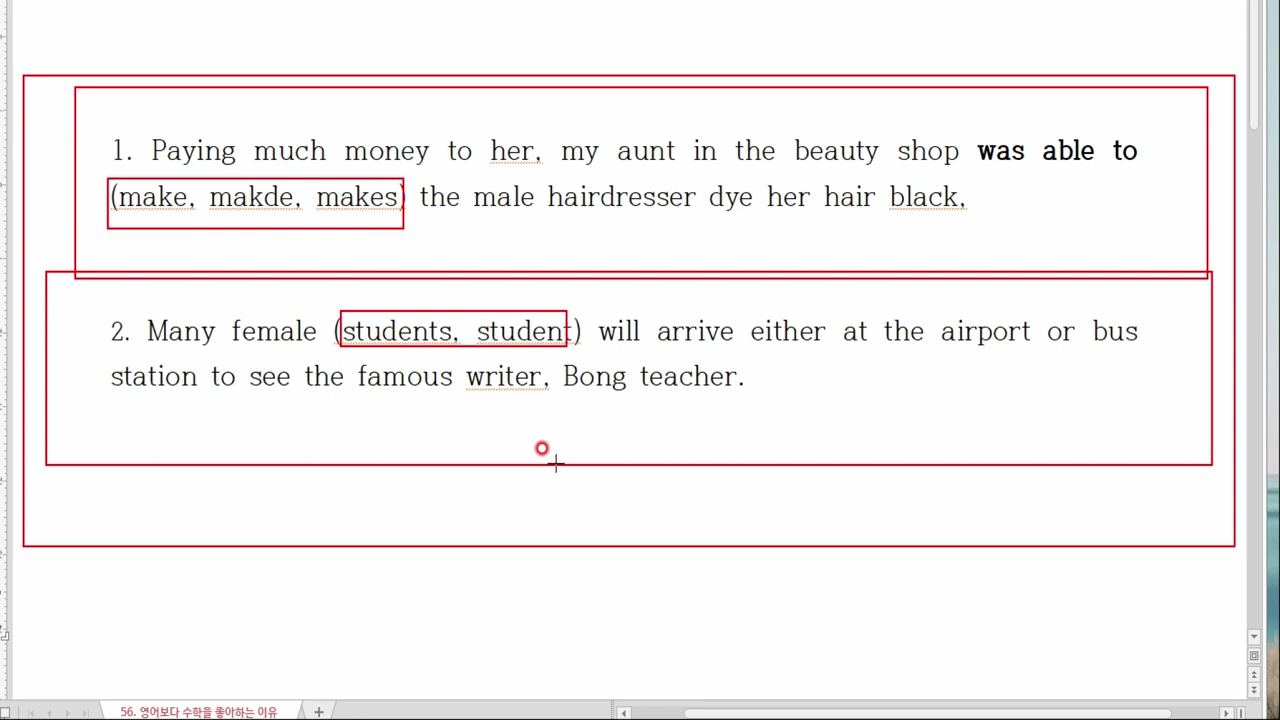 1. Paying much money to her, my aunt in the beauty shop was able to
(make, makde, makes) the male hairdresser dye her hair black,
2. Many female (students, student) will arrive either at the airport or bus
station to see the famous writer, Bong teacher.
56. 영어보다 수학을 좋아하는 이유